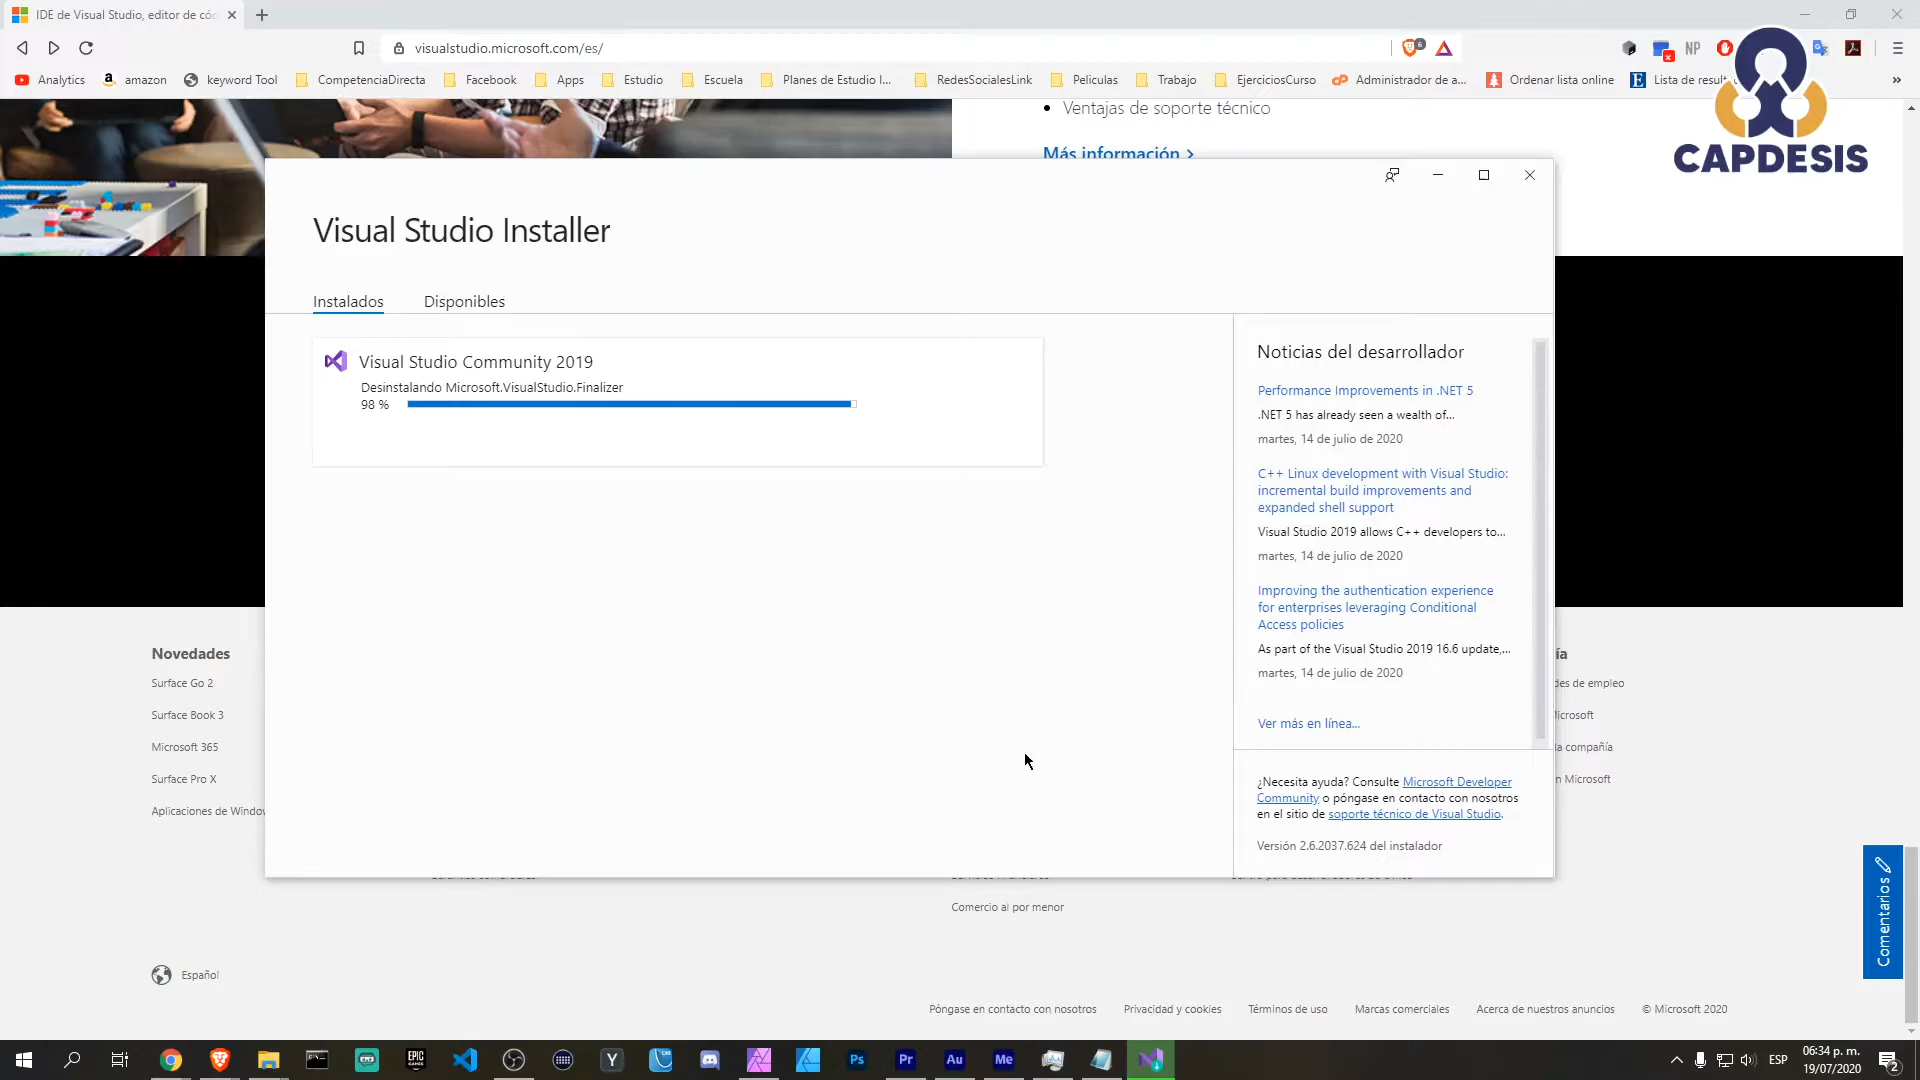 IDE de Visual Studio, editor de cóc
visualstudio.microsoft.com/es/
6
NP
Analytics
amazon
keyword Tool
CompetenciaDirecta
Facebook
Apps
Estudio
Escuela
Planes de Estudio I...
RedesSocialesLink
Peliculas
Trabajo
EjerciciosCurso
Administrador de a...
Ordenar lista online
Lista de resul
CAPDESIS
Ventajas de soporte técnico
Más información
Visual Studio Installer
Instalados
Disponibles
Visual Studio Community 2019
Desinstalando Microsoft.VisualStudio.Finalizer
98 %
Noticias del desarrollador
Performance Improvements in .NET 5
.NET 5 has already seen a wealth of...
martes, 14 de julio de 2020
C++ Linux development with Visual Studio:
incremental build improvements and
expanded shell support
Visual Studio 2019 allows C++ developers to...
martes, 14 de julio de 2020
Improving the authentication experience
for enterprises leveraging Conditional
Access policies
As part of the Visual Studio 2019 16.6 update,...
martes, 14 de julio de 2020
Ver más en línea...
¿Necesita ayuda? Consulte Microsoft Developer
Community o póngase en contacto con nosotros
en el sitio de soporte técnico de Visual Studio.
Versión 2.6.2037.624 del instalador
Novedades
Surface Go 2
Surface Book 3
Microsoft 365
Surface Pro X
Aplicaciones de Window
ía
des de empleo
icrosoft
la compañía
n Microsoft
Comercio al por menor
Comentarios
Español
Póngase en contacto con nosotros
Privacidad y cookies
Términos de uso
Marcas comerciales
Acerca de nuestros anuncios
© Microsoft 2020
EPIC
GAMES
Y
Ps
Pr
Au
Me
ESP
06:34 p. m.
19/07/2020
2